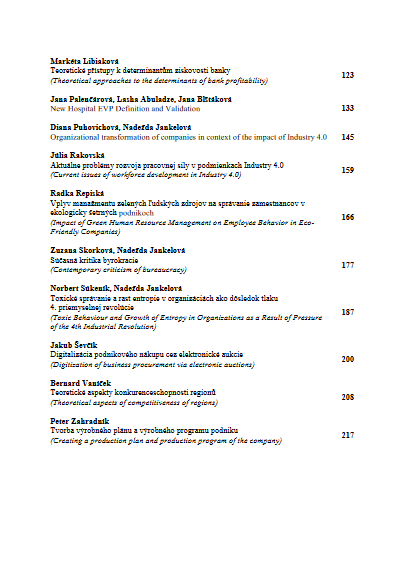 Markéta Libiaková
Teoretické prístupy k determinantům ziskovosti banky
(Theoretical approaches to the determinants of bank profitability)
123
Jana Palenčárová, Lasha Abuladze, Jana Blštáková
New Hospital EVP Definition and Validation
133
Diana Puhovichová, Nadežda Jankelová
Organizational transformation of companies in context of the impact of Industry 4.0
145
Júlia Rakovská
Aktuálne problémy rozvoja pracovnej sily v podmienkach Industry 4.0
(Current issues of workforce development in Industry 4.0)
159
Radka Repiská
Vplyv manažmentu zelených ľudských zdrojov na správanie zamestnancov v
ekologicky šetrných podnikoch
(Impact of Green Human Resource Management on Employee Behavior in Eco-
Friendly Companies)
166
Zuzana Skorková, Nadežda Jankelová
Súčasná kritika byrokracie
(Contemporary criticism of bureaucracy)
177
Norbert Súkeník, Nadežda Jankelová
Toxické správanie a rast entropie v organizáciách ako dôsledok tlaku
4. priemyselnej revolúcie
(Toxic Behaviour and Growth of Entropy in Organizations as a Result of Pressure
of the 4th Industrial Revolution)
187
Jakub Ševčík
Digitalizácia podnikového nákupu cez elektronické aukcie
(Digitization of business procurement via electronic auctions)
200
Bernard Vaníček
Teoretické aspekty konkurenceschopnosti regionů
(Theoretical aspects of competitiveness of regions)
208
Peter Zahradník
Tvorba výrobného plánu a výrobného programu podniku
(Creating a production plan and production program of the company)
217